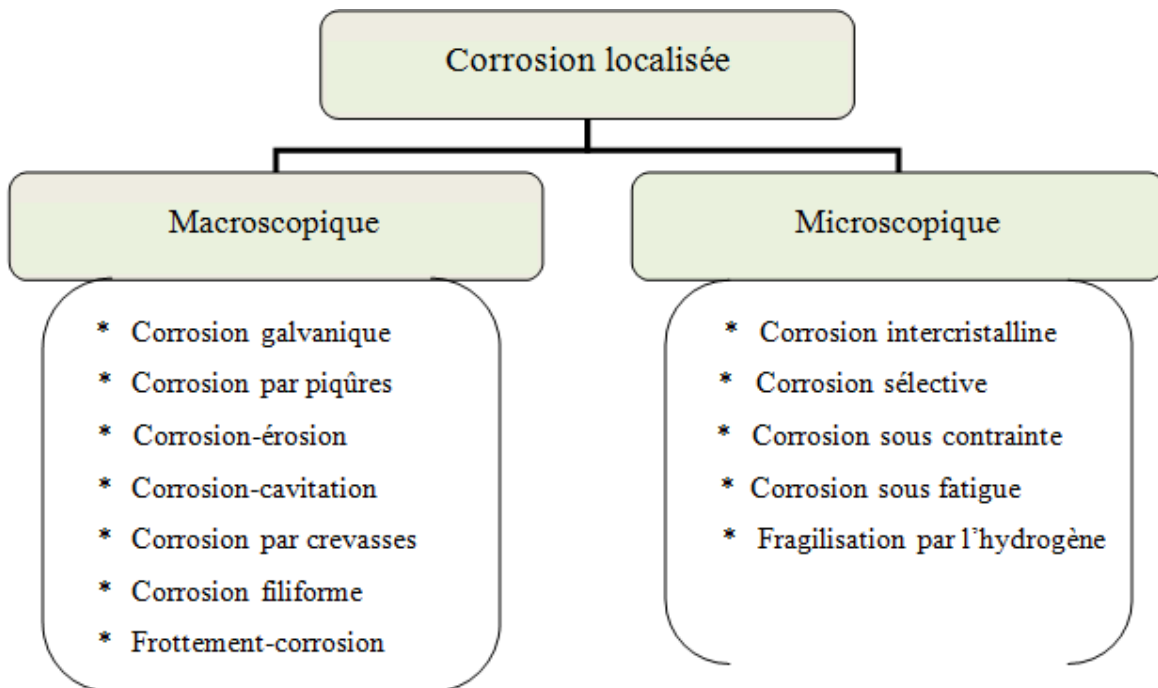 Corrosion localisée
Macroscopique
* Corrosion galvanique
* Corrosion par piqûres
* Corrosion-érosion
* Corrosion-cavitation
* Corrosion par crevasses
* Corrosion filiforme
* Frottement-corrosion
Microscopique
* Corrosion intercristalline
* Corrosion sélective
* Corrosion sous contrainte
* Corrosion sous fatigue
* Fragilisation par l’hydrogène